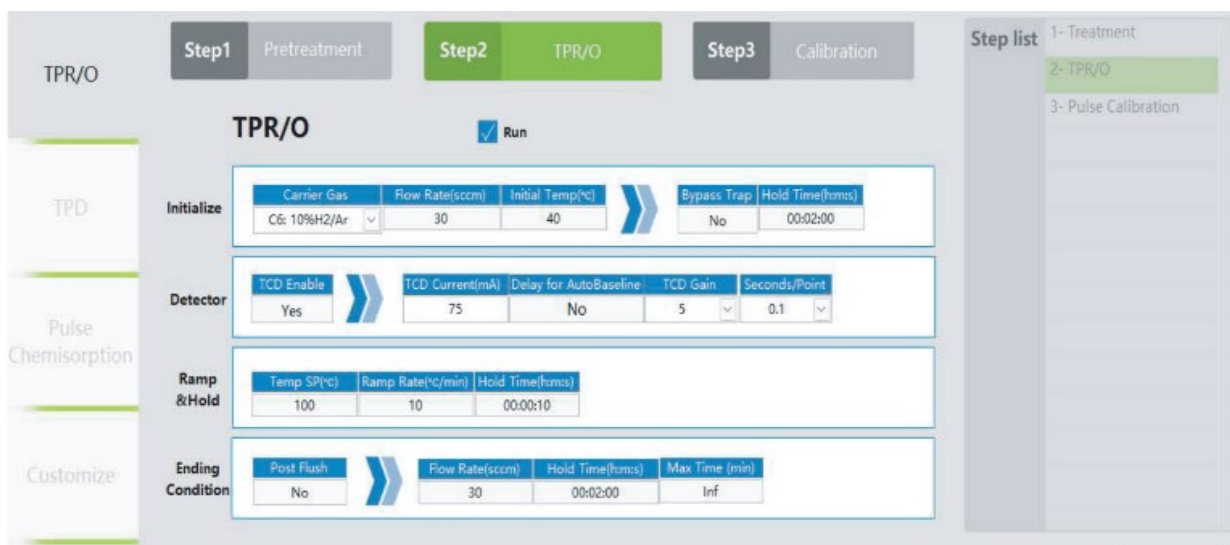 TPR/O
TPD
Pulse
Chemisorption
Customize
Step1 Pretreatment
Step2 TPR/O
Step3 Calibration
TPR/O
Run
Initialize
Carrier Gas Flow Rate(sccm) Initial Temp(°C) Bypass Trap Hold Time(h:m:s)
C6: 10%H2/Ar 30 40 No 00:02:00
Detector
TCD Enable TCD Current(mA) Delay for AutoBaseline TCD Gain Seconds/Point
Yes 75 No 5 0.1
Ramp
&Hold
Temp SP(°C) Ramp Rate(°C/min) Hold Time(h:m:s)
100 10 00:00:10
Ending
Condition
Post Flush Flow Rate(sccm) Hold Time(h:m:s) Max Time (min)
No 30 00:02:00 Inf
Step list
1- Treatment
2- TPR/O
3- Pulse Calibration